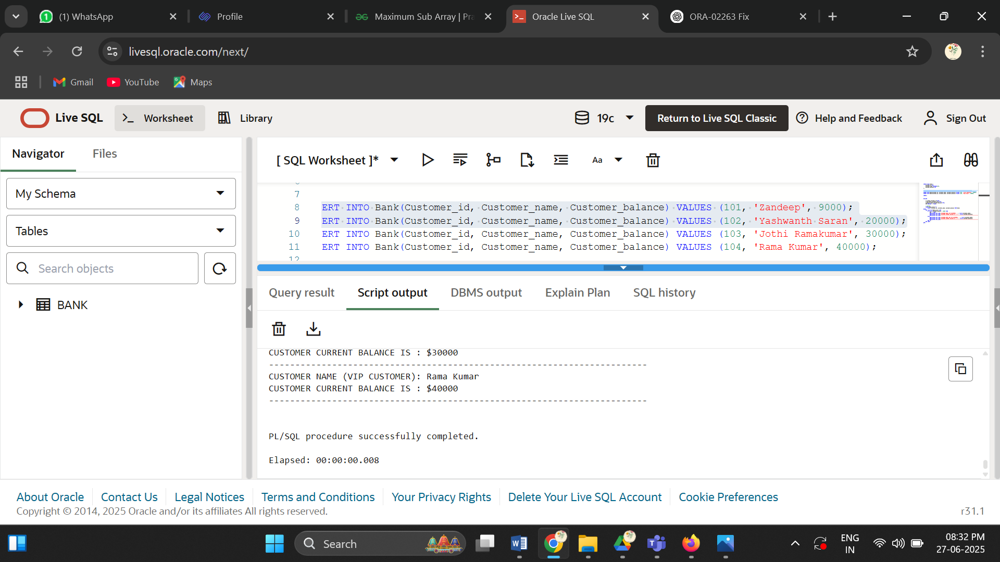 (1) WhatsApp
Profile
Maximum Sub Array | Pra
Oracle Live SQL
ORA-02263 Fix
livesql.oracle.com/next/
Gmail
YouTube
Maps
Live SQL
>_ Worksheet
Library
19c
Return to Live SQL Classic
Help and Feedback
Sign Out
Navigator
Files
[ SQL Worksheet ]*
Aa
My Schema
Tables
Search objects
BANK
7
8 ERT INTO Bank(Customer_id, Customer_name, Customer_balance) VALUES (101, 'Zandeep', 9000);
9 ERT INTO Bank(Customer_id, Customer_name, Customer_balance) VALUES (102, 'Yashwanth Saran', 20000);
10 ERT INTO Bank(Customer_id, Customer_name, Customer_balance) VALUES (103, 'Jothi Ramakumar', 30000);
11 ERT INTO Bank(Customer_id, Customer_name, Customer_balance) VALUES (104, 'Rama Kumar', 40000);
12
Query result
Script output
DBMS output
Explain Plan
SQL history
CUSTOMER CURRENT BALANCE IS : $30000
------------------------------------------------------------------------
CUSTOMER NAME (VIP CUSTOMER): Rama Kumar
CUSTOMER CURRENT BALANCE IS : $40000
------------------------------------------------------------------------
PL/SQL procedure successfully completed.
Elapsed: 00:00:00.008
About Oracle
Contact Us
Legal Notices
Terms and Conditions
Your Privacy Rights
Delete Your Live SQL Account
Cookie Preferences
Copyright © 2014, 2025 Oracle and/or its affiliates All rights reserved.
r31.1
Search
ENG
IN
08:32 PM
27-06-2025